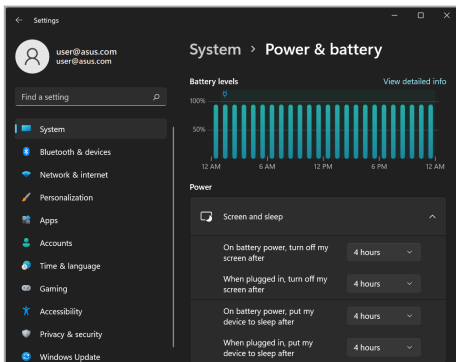 Settings
user@asus.com
user@asus.com
Find a setting
System
Bluetooth & devices
Network & internet
Personalization
Apps
Accounts
Time & language
Gaming
Accessibility
Privacy & security
Windows Update
System > Power & battery
Battery levels View detailed info
100%
50%
12 AM 6 AM 12 PM 6 PM 12 AM
Power
Screen and sleep
On battery power, turn off my
screen after
4 hours
When plugged in, turn off my
screen after
4 hours
On battery power, put my
device to sleep after
4 hours
When plugged in, put my
device to sleep after
4 hours